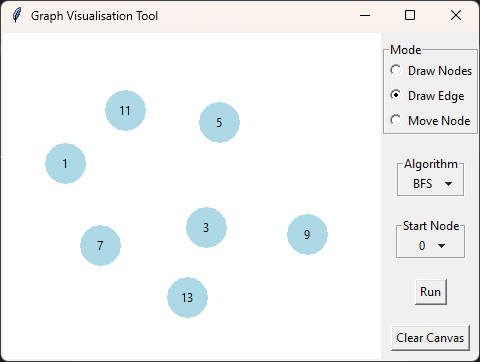 Graph Visualisation Tool
Mode
Draw Nodes
Draw Edge
Move Node
Algorithm
BFS
Start Node
0
Run
Clear Canvas
11
5
1
3
9
7
13